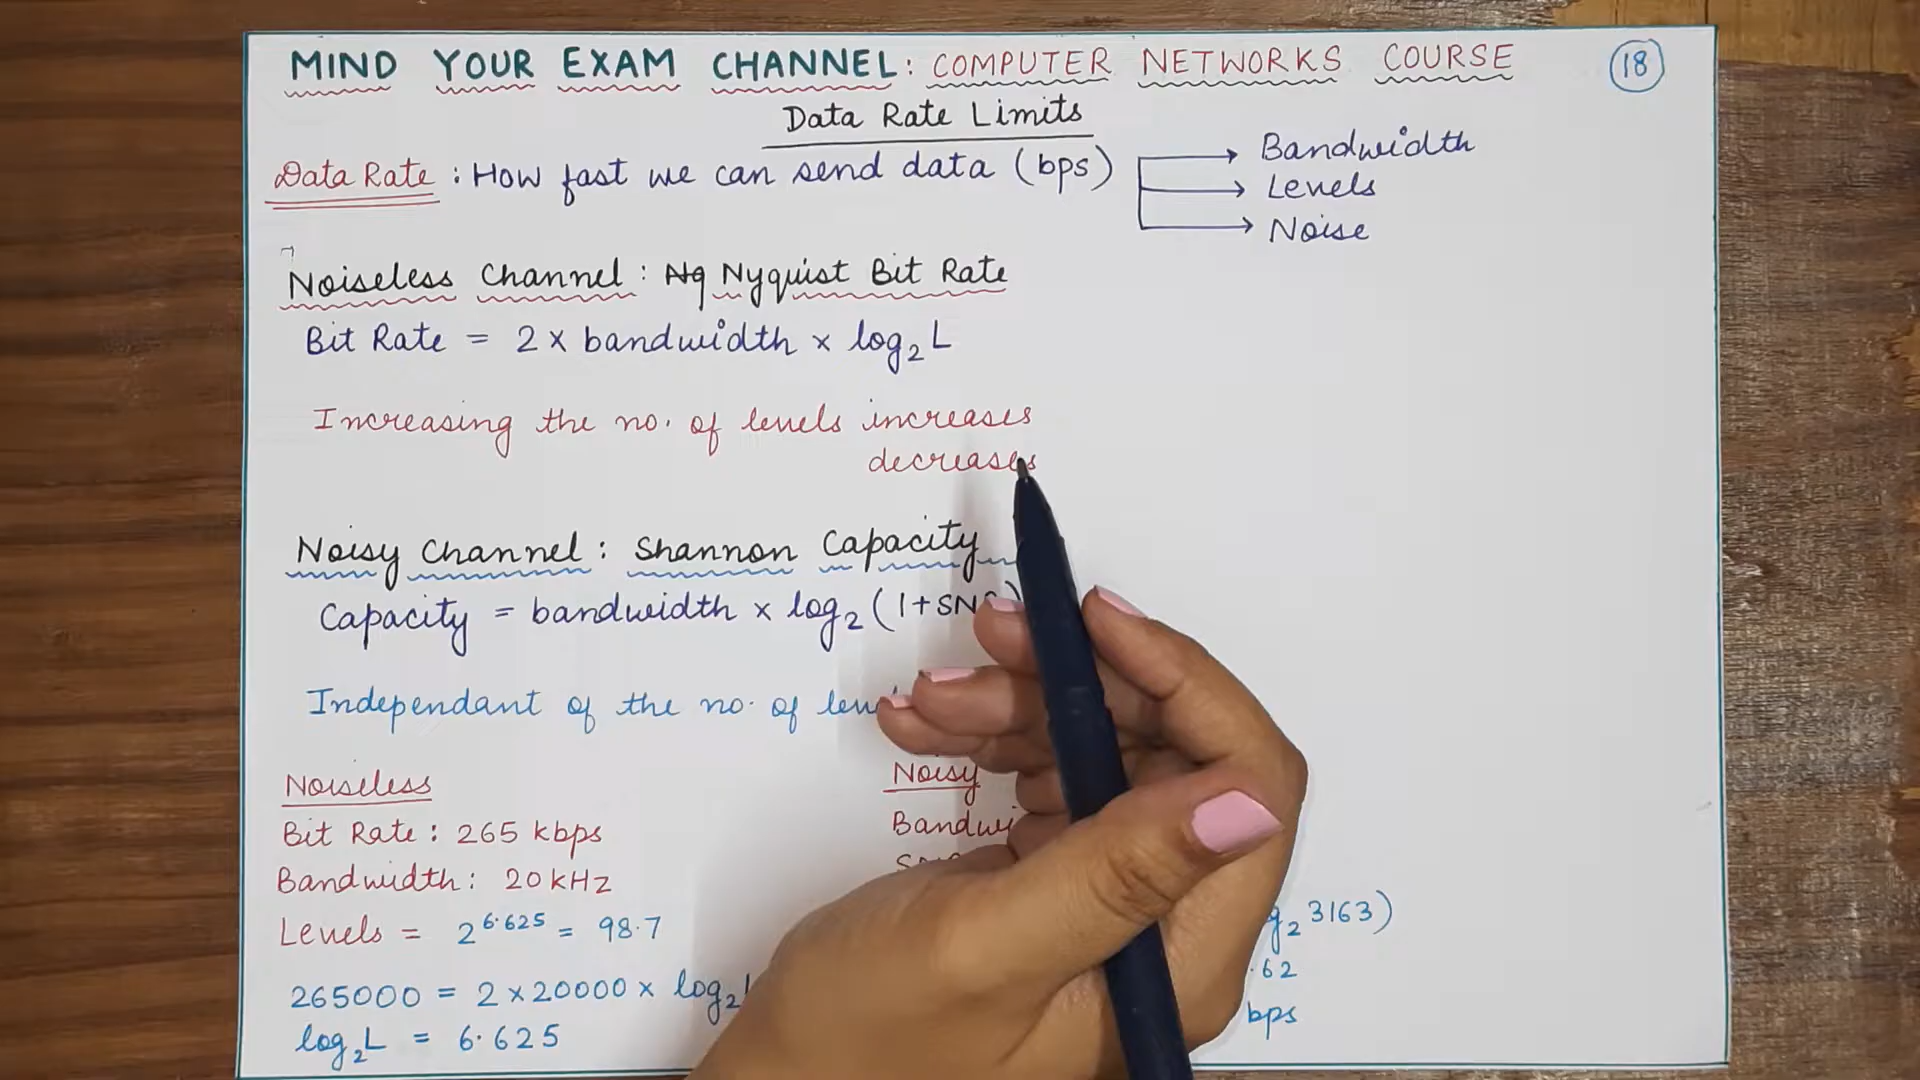 MIND YOUR EXAM CHANNEL: COMPUTER NETWORKS COURSE
18
Data Rate Limits
Data Rate : How fast we can send data (bps)
Bandwidth
Levels
Noise
Noiseless Channel: Nq Nyquist Bit Rate
Bit Rate = 2 x bandwidth x log₂ L
Increasing the no. of levels increases
decreases
Noisy Channel: Shannon Capacity
Capacity = bandwidth x log₂ (1+SN
Independant of the no. of
Noiseless
Bit Rate: 265 kbps
Bandwidth: 20 kHz
Levels = 2^6.625 = 98.7
265000 = 2 x 20000 x log₂
log₂L = 6.625
Noisy
₂ 3163)
.62
bps